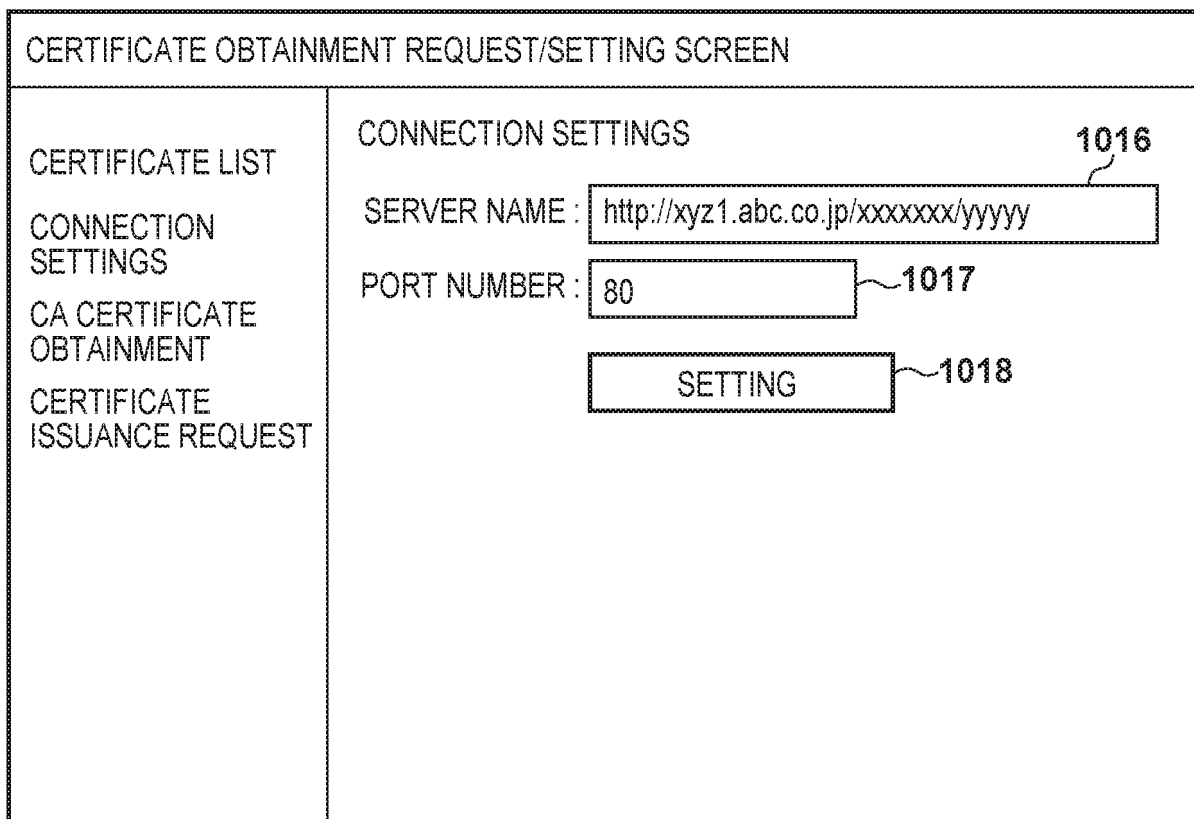 CERTIFICATE OBTAINMENT REQUEST/SETTING SCREEN
CERTIFICATE LIST
CONNECTION
SETTINGS
CA CERTIFICATE
OBTAINMENT
CERTIFICATE
ISSUANCE REQUEST
CONNECTION SETTINGS
1016
SERVER NAME : http://xyz1.abc.co.jp/xxxxxxx/yyyyy
PORT NUMBER : 80 1017
SETTING 1018